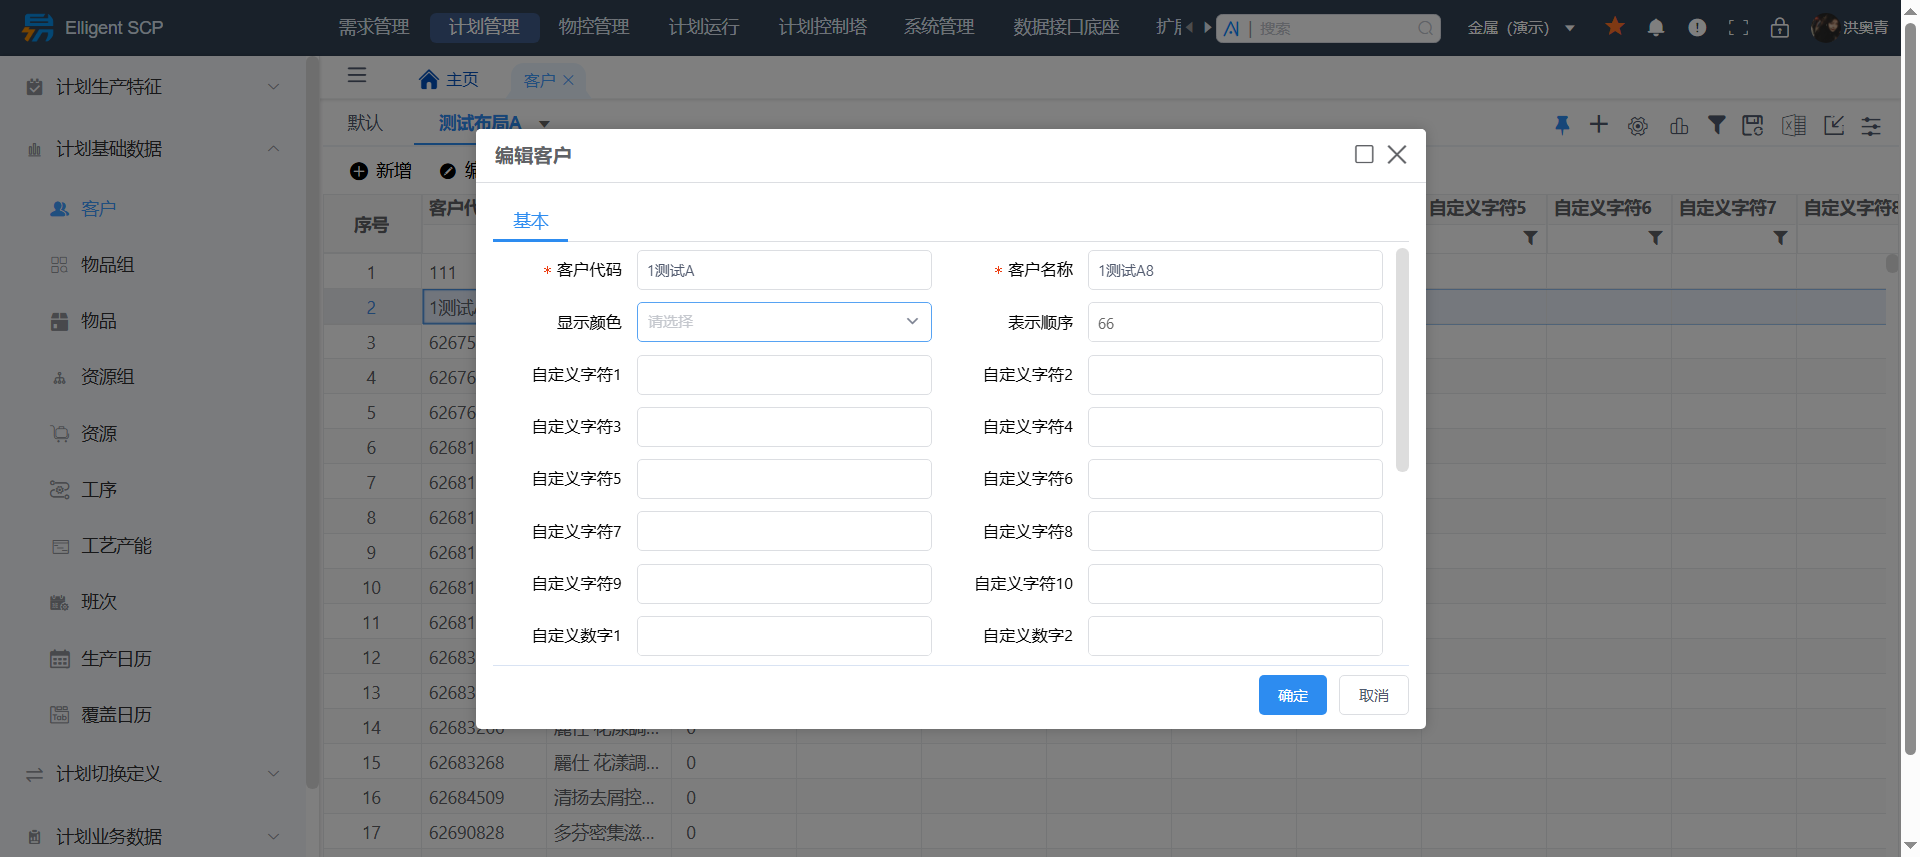 Elligent SCP
需求管理 计划管理 物控管理 计划运行 计划控制塔 系统管理 数据接口底座
搜索
金属 (演示)
洪奥青
计划生产特征
计划基础数据
客户
物品组
物品
资源组
资源
工序
工艺产能
班次
生产日历
覆盖日历
计划切换定义
计划业务数据
主页
客户
默认
测试布局A
新增
序号 客户代
自定义字符5 自定义字符6 自定义字符7 自定义字符8
1 111
2 1测试
3 62675
4 62676
5 62676
6 62681
7 62681
8 62681
9 62681
10 62681
11 62681
12 62683
13 62683
14
15 62683268 麗仕 花漾調... 0
16 62684509 清扬去屑控... 0
17 62690828 多芬密集滋... 0
编辑客户
基本
* 客户代码 1测试A
* 客户名称 1测试A8
显示颜色 请选择
表示顺序 66
自定义字符1 自定义字符2
自定义字符3 自定义字符4
自定义字符5 自定义字符6
自定义字符7 自定义字符8
自定义字符9 自定义字符10
自定义数字1 自定义数字2
确定 取消